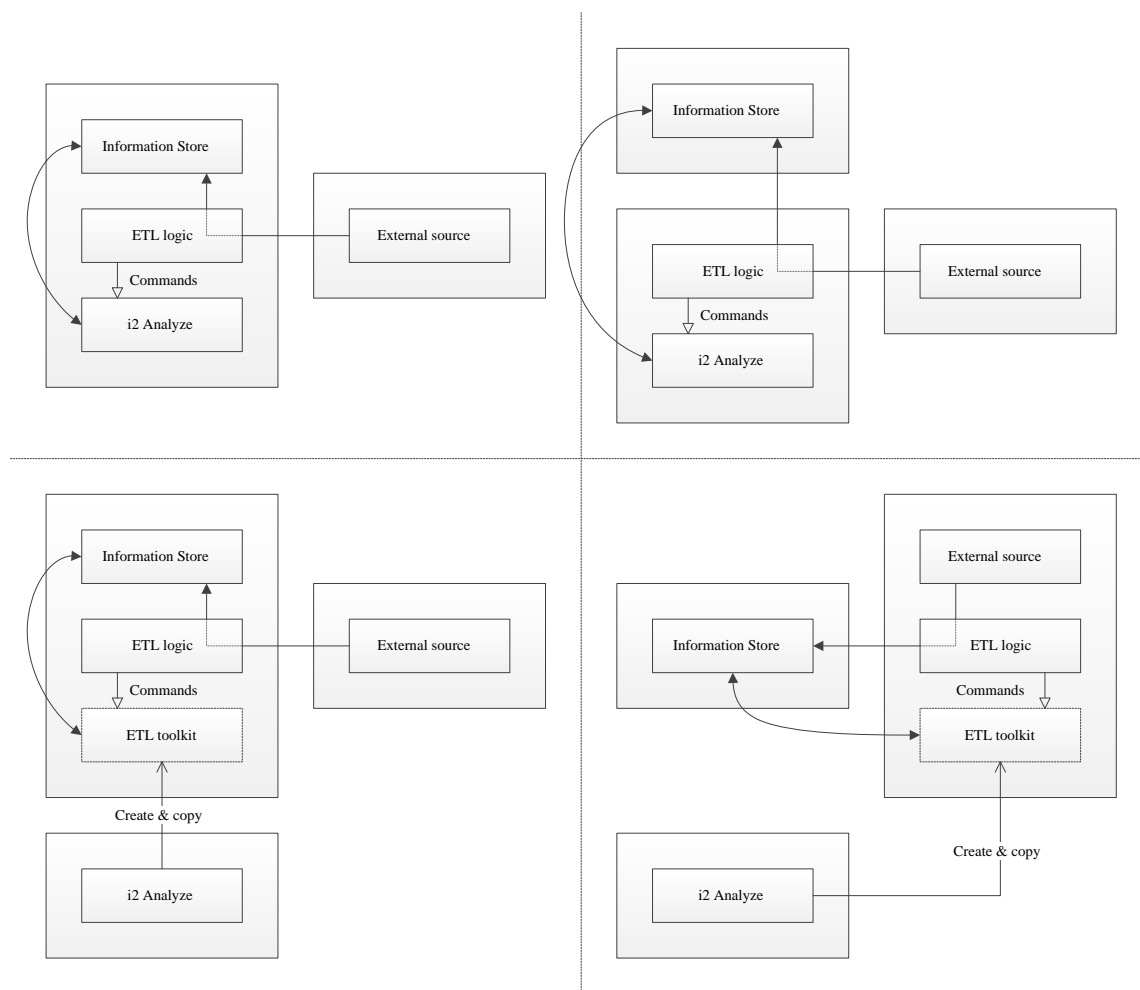 Information Store
ETL logic
External source
Commands
i2 Analyze
Information Store
ETL logic
External source
Commands
i2 Analyze
Information Store
ETL logic
External source
Commands
ETL toolkit
Create & copy
i2 Analyze
External source
Information Store
ETL logic
Commands
ETL toolkit
Create & copy
i2 Analyze